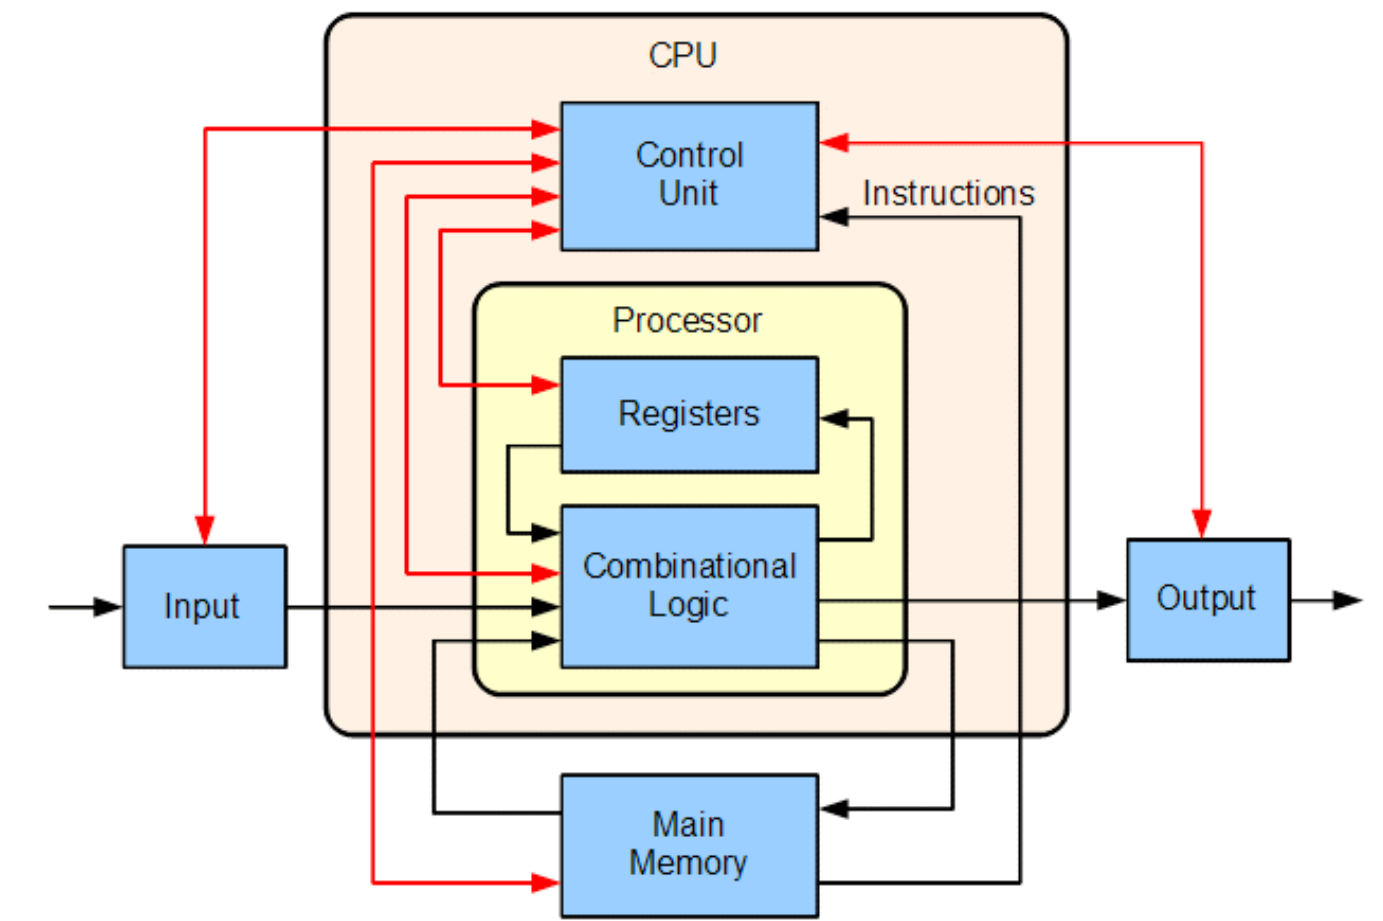 CPU
Control
Unit
Instructions
Processor
Registers
Combinational
Logic
Input
Output
Main
Memory